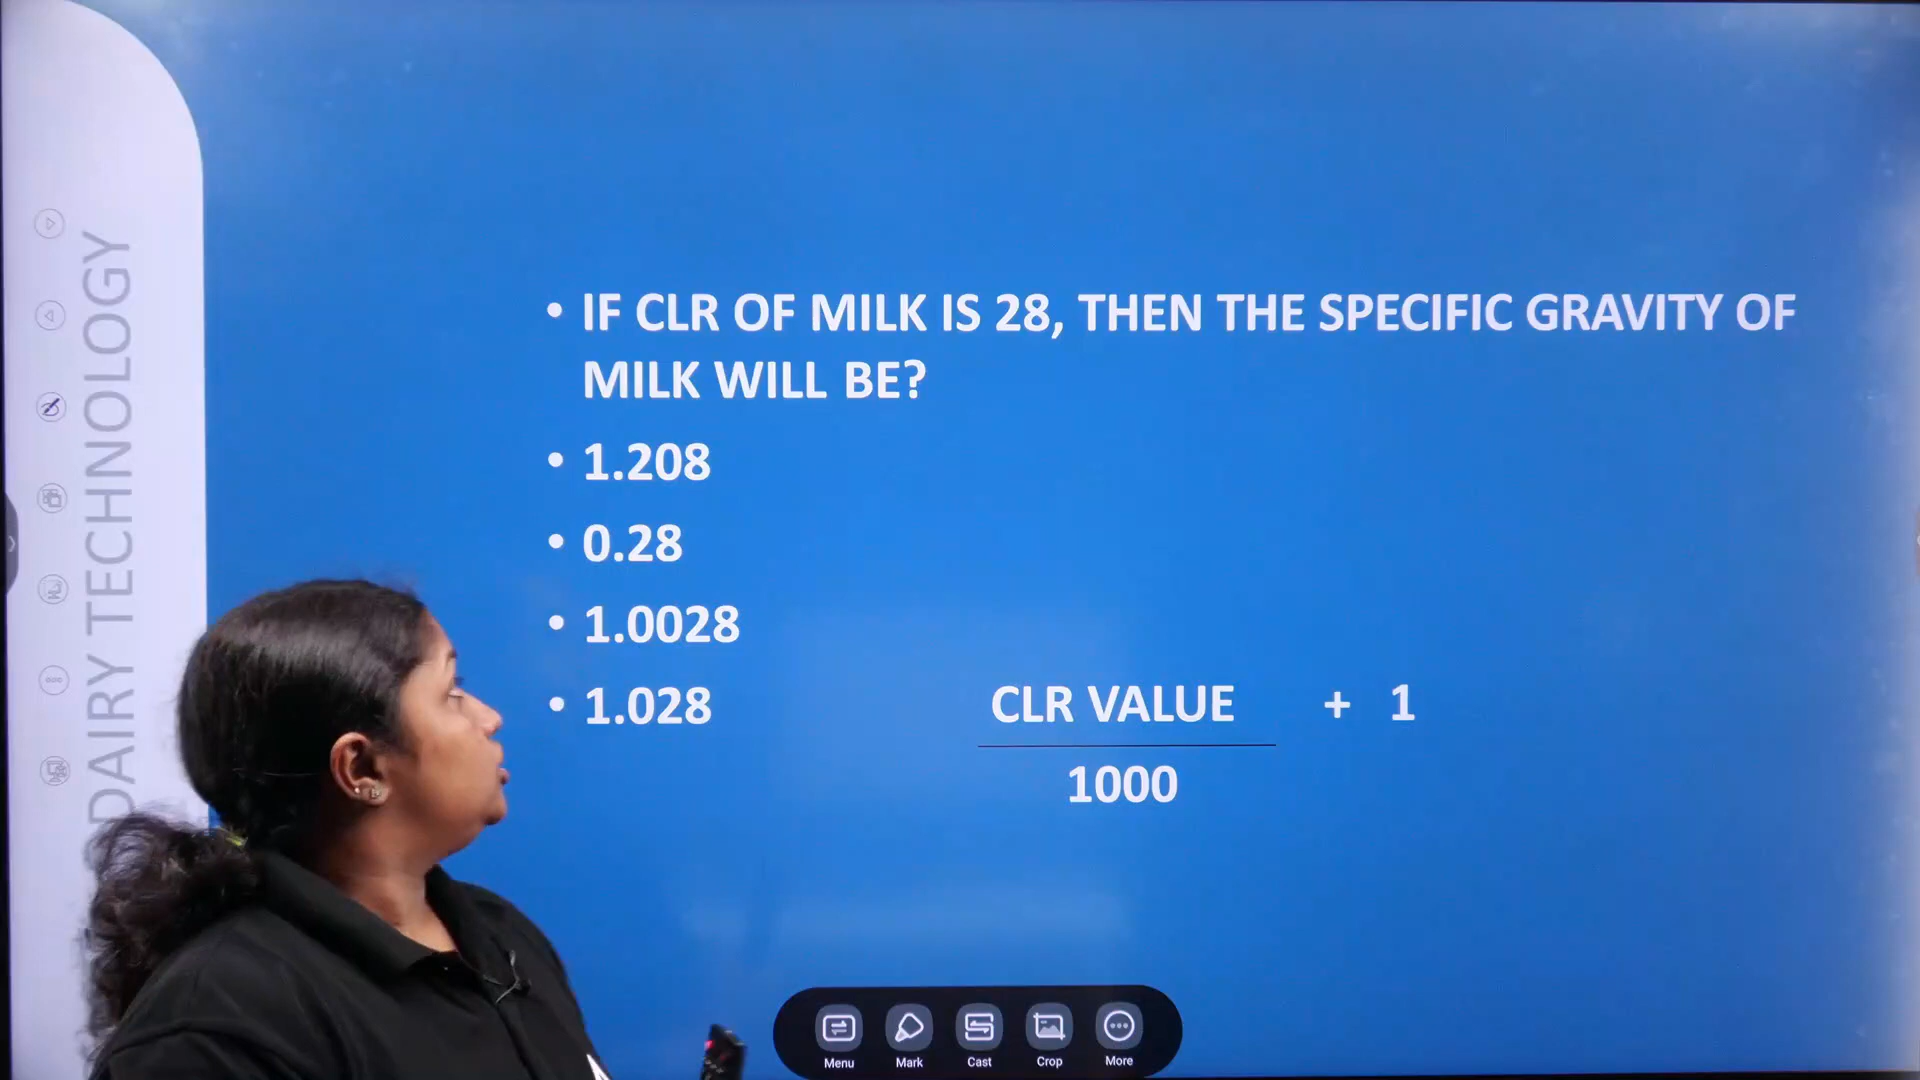 DAIRY TECHNOLOGY
• IF CLR OF MILK IS 28, THEN THE SPECIFIC GRAVITY OF
MILK WILL BE?
• 1.208
• 0.28
• 1.0028
• 1.028
CLR VALUE + 1
1000
Menu Mark Cast Crop More